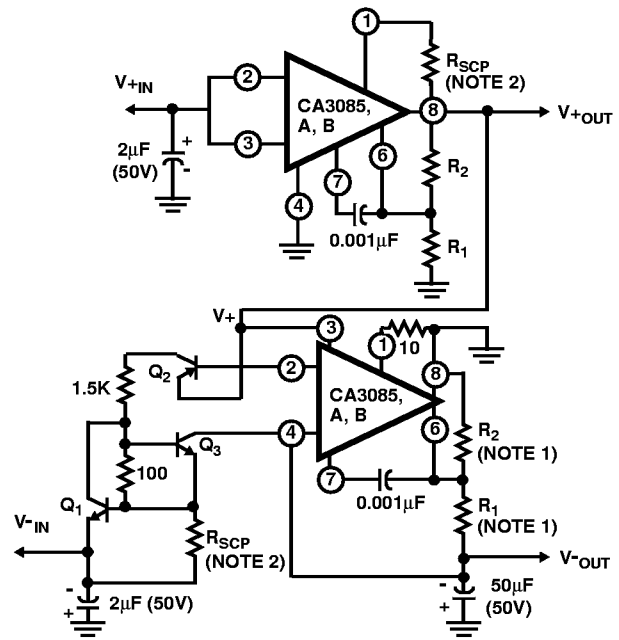 1
R_SCP
(NOTE 2)
V+IN
2
CA3085,
A, B
8
V+OUT
3
+
2µF
(50V)
-
6
R2
7
4
0.001µF
R1
V+
3
1
10
Q2
2
8
1.5K
CA3085,
A, B
Q3
4
6
R2
(NOTE 1)
100
7
0.001µF
Q1
R1
(NOTE 1)
V-IN
RSCP
(NOTE 2)
V-OUT
-
+
2µF (50V)
-
+
50µF
(50V)